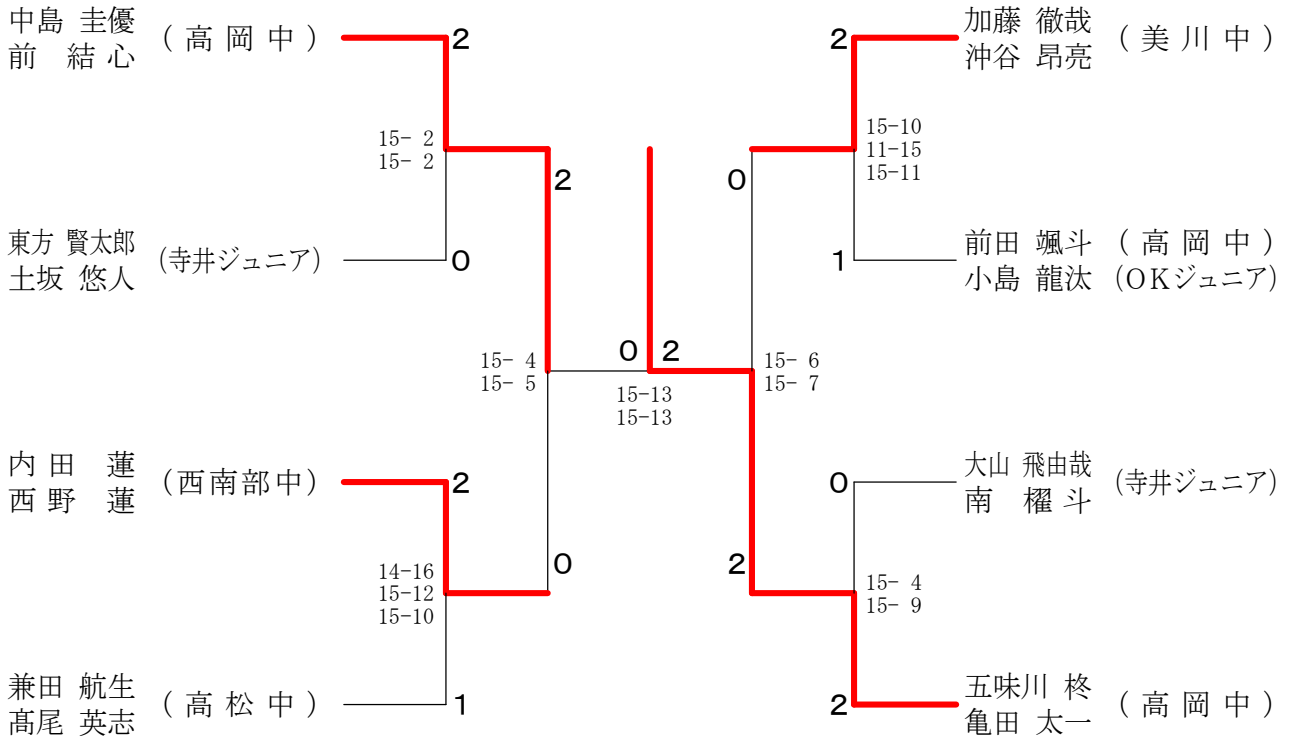 中島 圭優
前 結心
(高岡中)
2
15- 2
15- 2
東方 賢太郎
土坂 悠人
(寺井ジュニア)
0
2
15- 4
15- 5
内田 蓮
西野 蓮
(西南部中)
2
14-16
15-12
15-10
0
兼田 航生
髙尾 英志
(高松中)
1
0 2
15-13
15-13
加藤 徹哉
沖谷 昂亮
(美川中)
2
15-10
11-15
15-11
0
前田 颯斗 (高岡中)
小島 龍汰 (OKジュニア)
1
15- 6
15- 7
大山 飛由哉
南 櫂斗
(寺井ジュニア)
0
2
15- 4
15- 9
五味川 柊
亀田 太一
(高岡中)
2